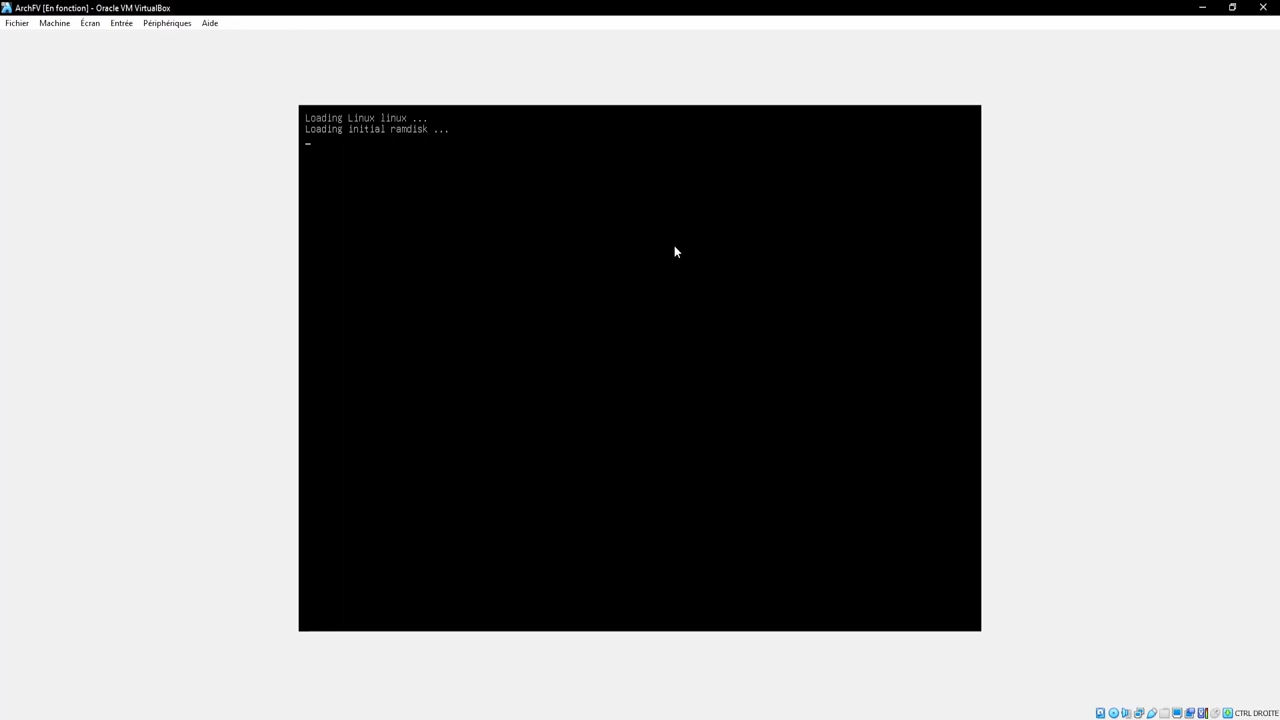 ArchFV [En fonction] - Oracle VM VirtualBox
Fichier Machine Écran Entrée Périphériques Aide
Loading Linux linux ...
Loading initial ramdisk ...
CTRL DROITE